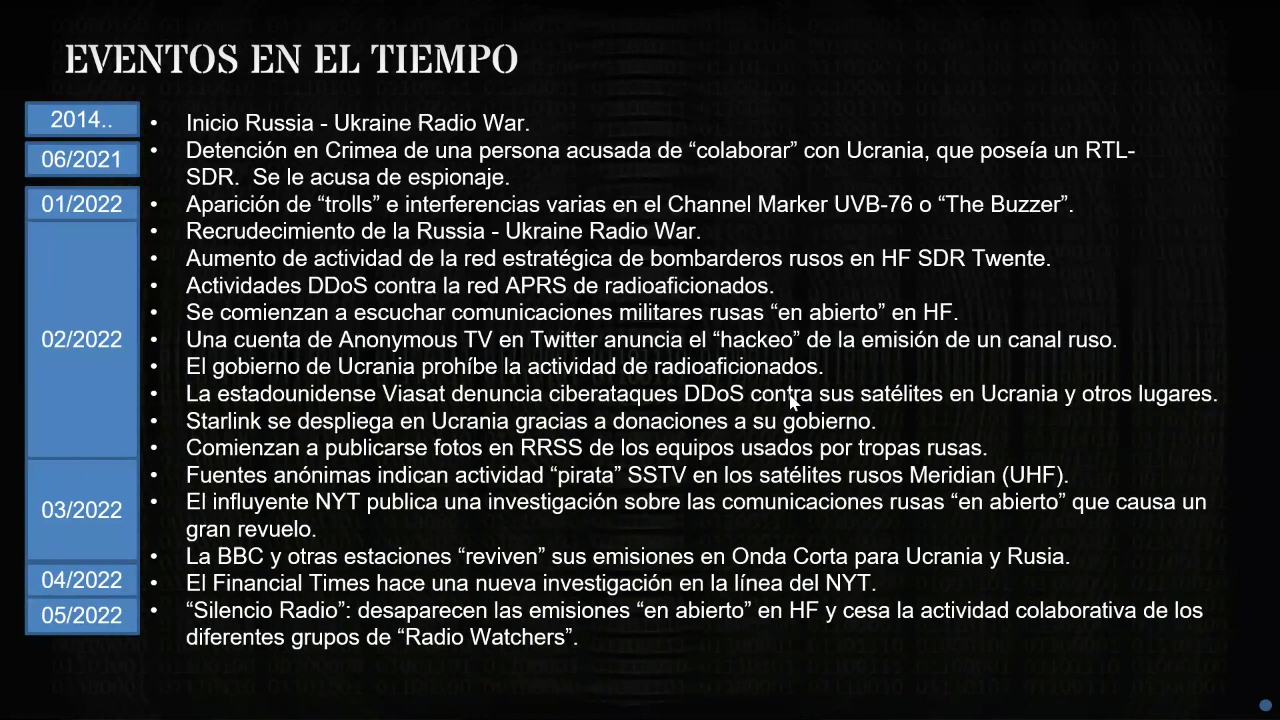 EVENTOS EN EL TIEMPO
2014..
• Inicio Russia - Ukraine Radio War.
06/2021
• Detención en Crimea de una persona acusada de “colaborar” con Ucrania, que poseía un RTL-
SDR.  Se le acusa de espionaje.
01/2022
• Aparición de “trolls” e interferencias varias en el Channel Marker UVB-76 o “The Buzzer”.
02/2022
• Recrudecimiento de la Russia - Ukraine Radio War.
• Aumento de actividad de la red estratégica de bombarderos rusos en HF SDR Twente.
• Actividades DDoS contra la red APRS de radioaficionados.
• Se comienzan a escuchar comunicaciones militares rusas “en abierto” en HF.
• Una cuenta de Anonymous TV en Twitter anuncia el “hackeo” de la emisión de un canal ruso.
• El gobierno de Ucrania prohíbe la actividad de radioaficionados.
• La estadounidense Viasat denuncia ciberataques DDoS contra sus satélites en Ucrania y otros lugares.
• Starlink se despliega en Ucrania gracias a donaciones a su gobierno.
• Comienzan a publicarse fotos en RRSS de los equipos usados por tropas rusas.
03/2022
• Fuentes anónimas indican actividad “pirata” SSTV en los satélites rusos Meridian (UHF).
• El influyente NYT publica una investigación sobre las comunicaciones rusas “en abierto” que causa un
gran revuelo.
• La BBC y otras estaciones “reviven” sus emisiones en Onda Corta para Ucrania y Rusia.
04/2022
• El Financial Times hace una nueva investigación en la línea del NYT.
05/2022
• “Silencio Radio”: desaparecen las emisiones “en abierto” en HF y cesa la actividad colaborativa de los
diferentes grupos de “Radio Watchers”.